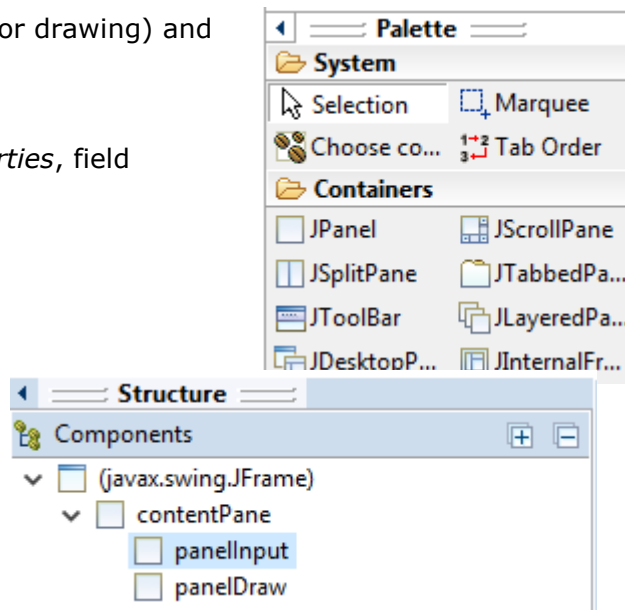 or drawing) and
rties, field
Palette
System
Selection Marquee
Choose co... Tab Order
Containers
JPanel JScrollPane
JSplitPane JTabbedPa...
JToolBar JLayeredPa...
JDesktopP... JInternalFr...
Structure
Components
(javax.swing.JFrame)
contentPane
panelInput
panelDraw